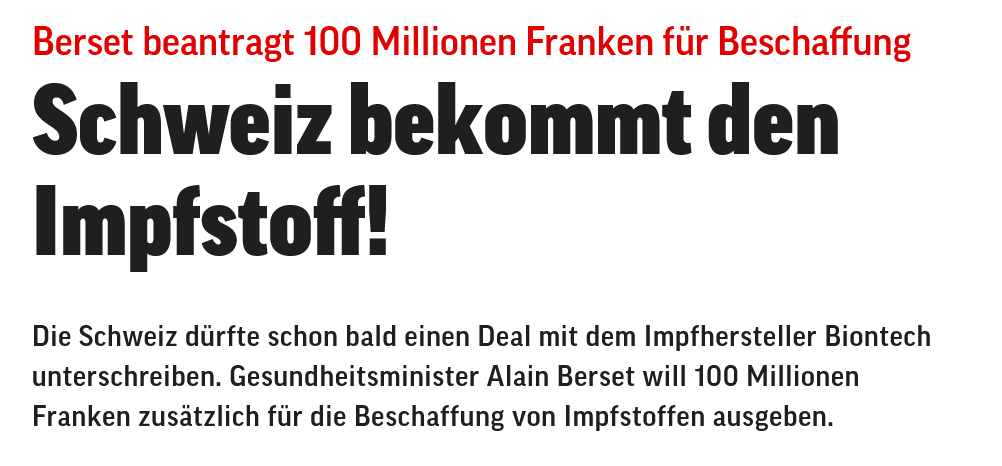 Berset beantragt 100 Millionen Franken für Beschaffung
Schweiz bekommt den
Impfstoff!
Die Schweiz dürfte schon bald einen Deal mit dem Impfhersteller Biontech
unterschreiben. Gesundheitsminister Alain Berset will 100 Millionen
Franken zusätzlich für die Beschaffung von Impfstoffen ausgeben.